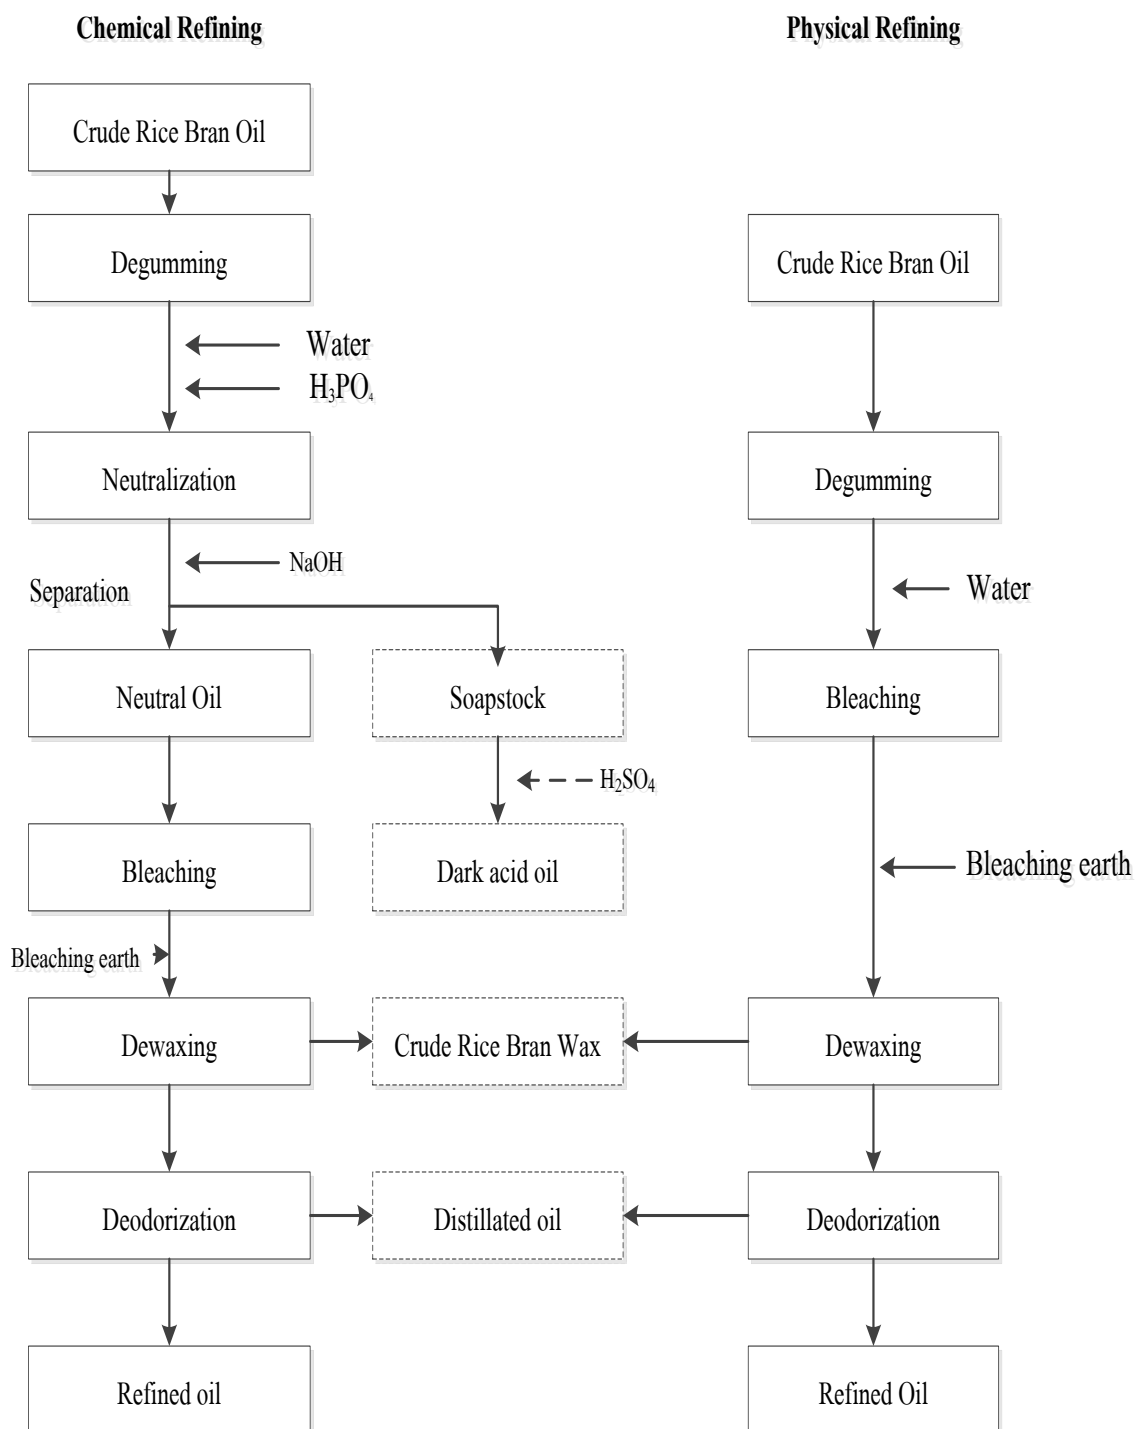 Chemical Refining
Physical Refining
Crude Rice Bran Oil
Degumming
Crude Rice Bran Oil
Water
H₃PO₄
Neutralization
Degumming
NaOH
Separation
Water
Neutral Oil
Soapstock
Bleaching
H₂SO₄
Bleaching
Dark acid oil
Bleaching earth
Bleaching earth
Dewaxing
Crude Rice Bran Wax
Dewaxing
Deodorization
Distillated oil
Deodorization
Refined oil
Refined Oil